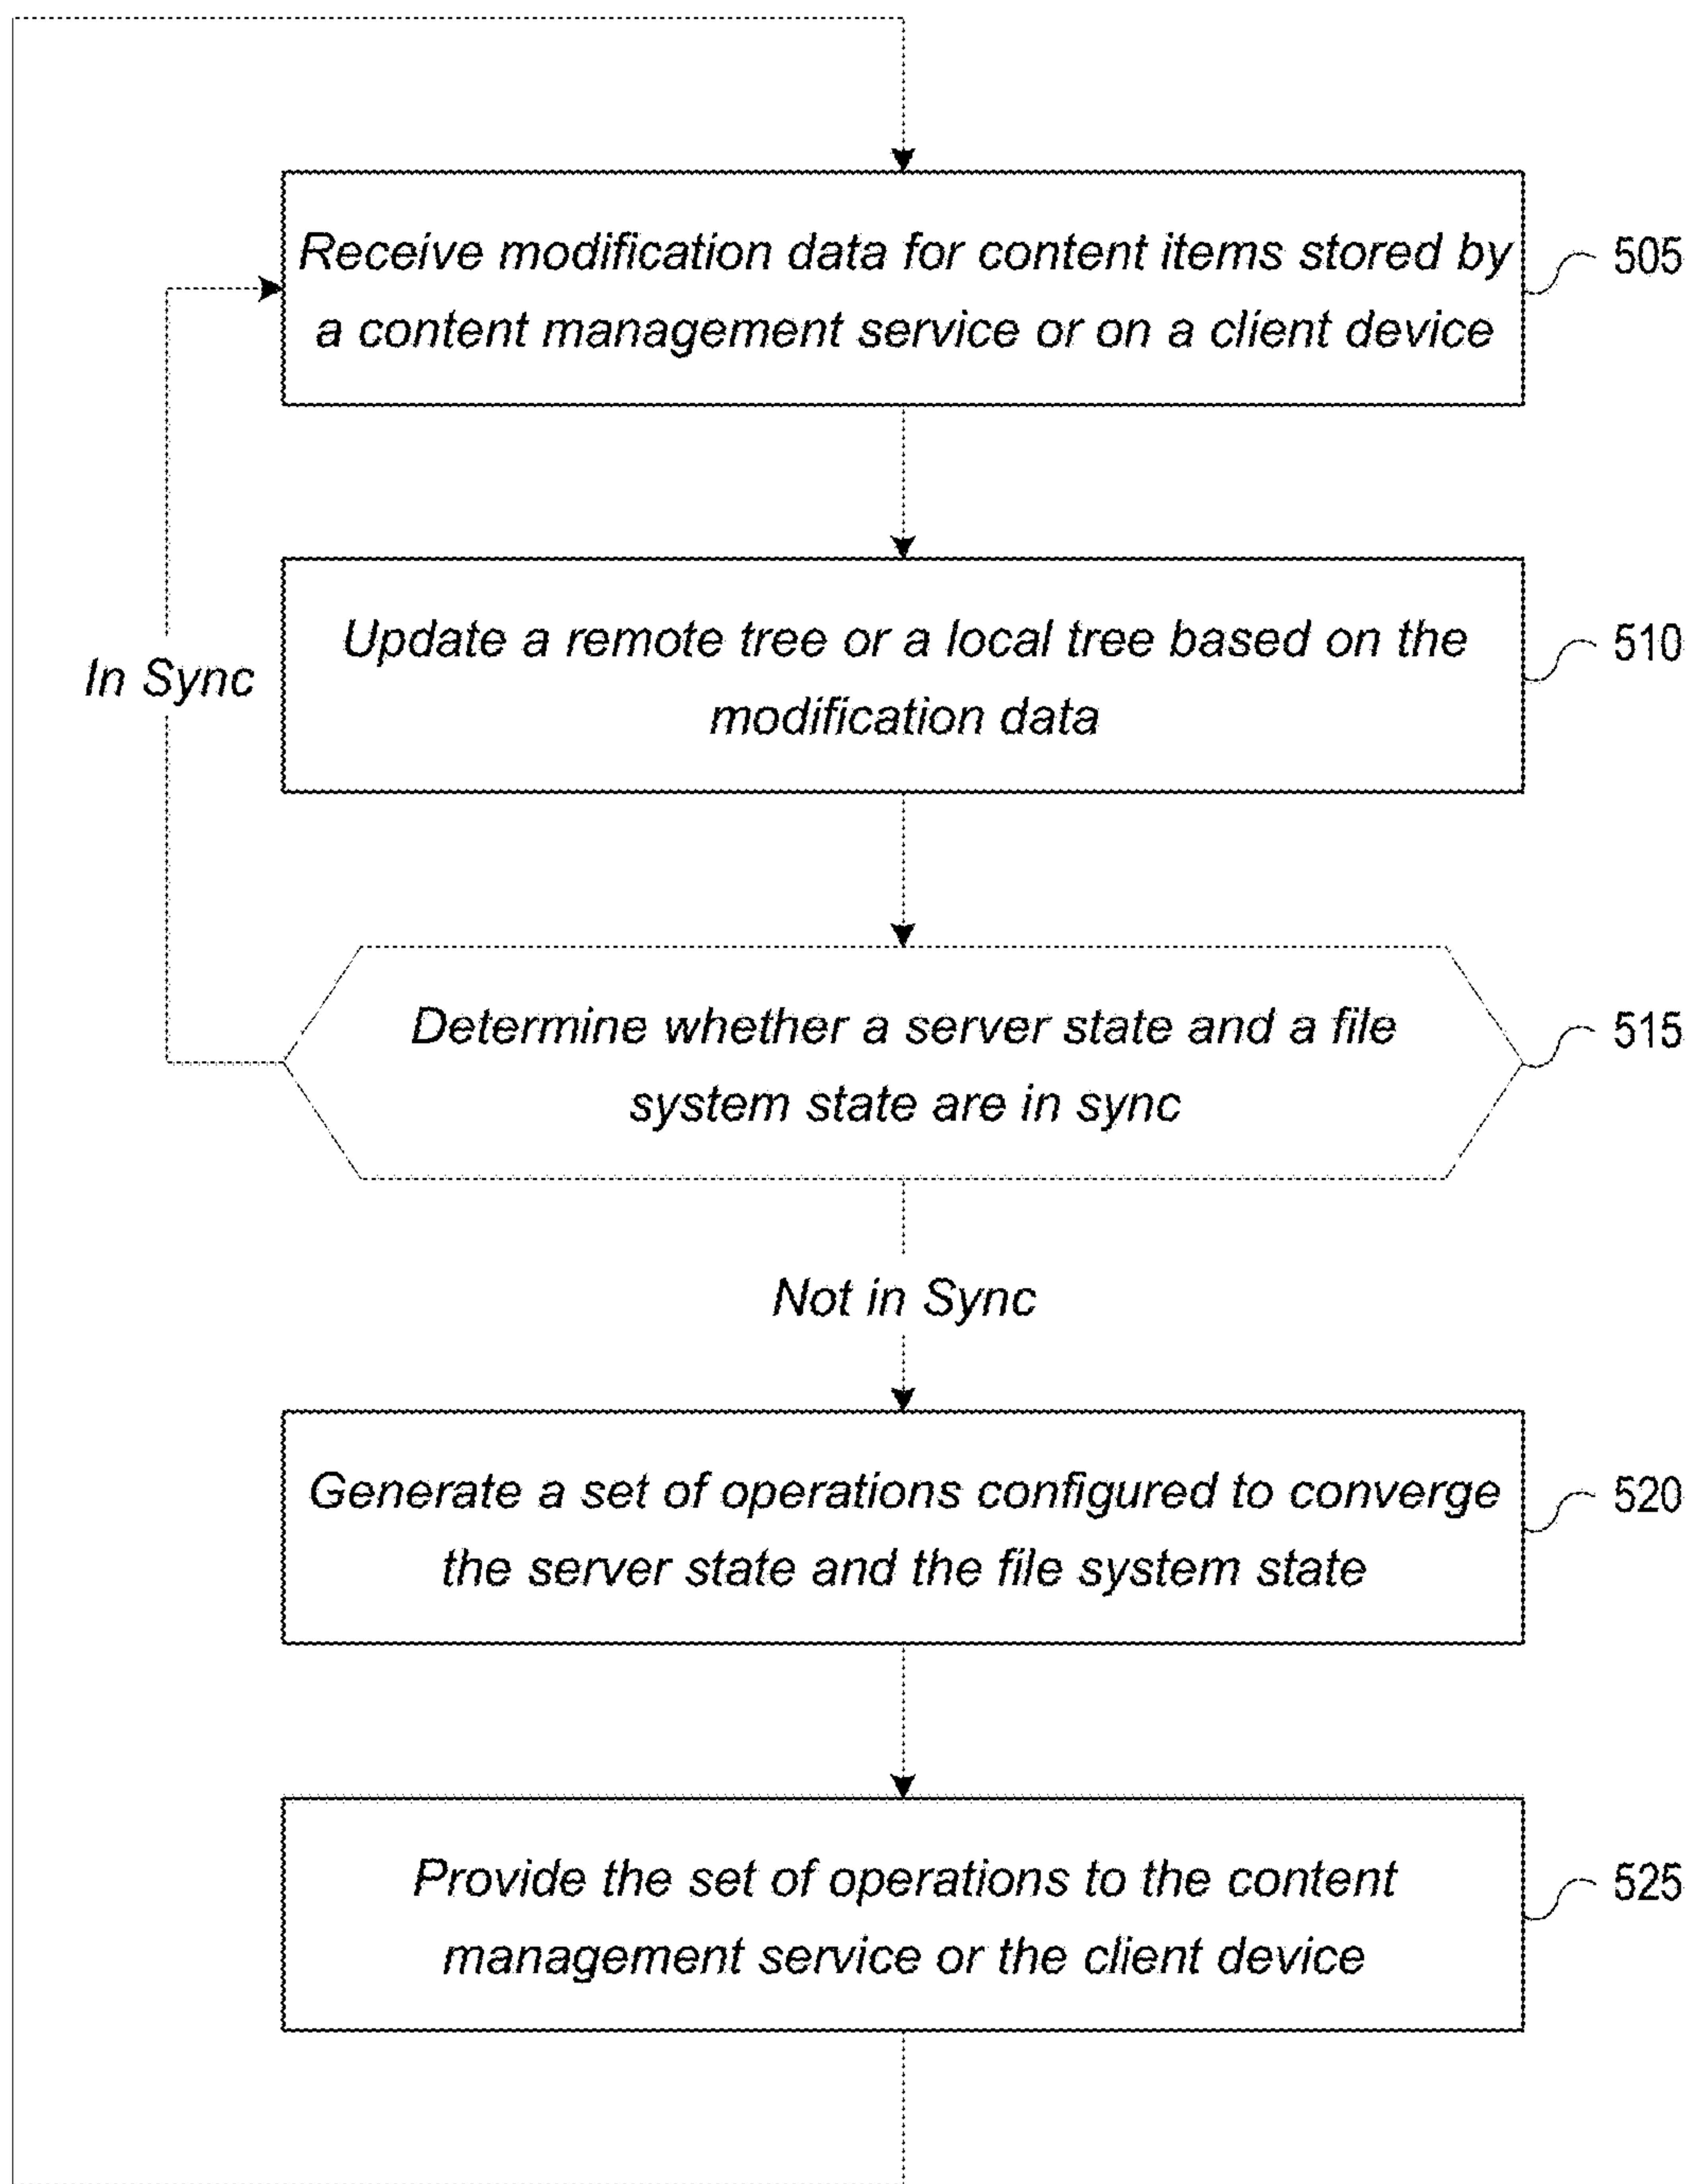 Receive modification data for content items stored by
a content management service or on a client device
505
Update a remote tree or a local tree based on the
modification data
510
In Sync
Determine whether a server state and a file
system state are in sync
515
Not in Sync
Generate a set of operations configured to converge
the server state and the file system state
520
Provide the set of operations to the content
management service or the client device
525